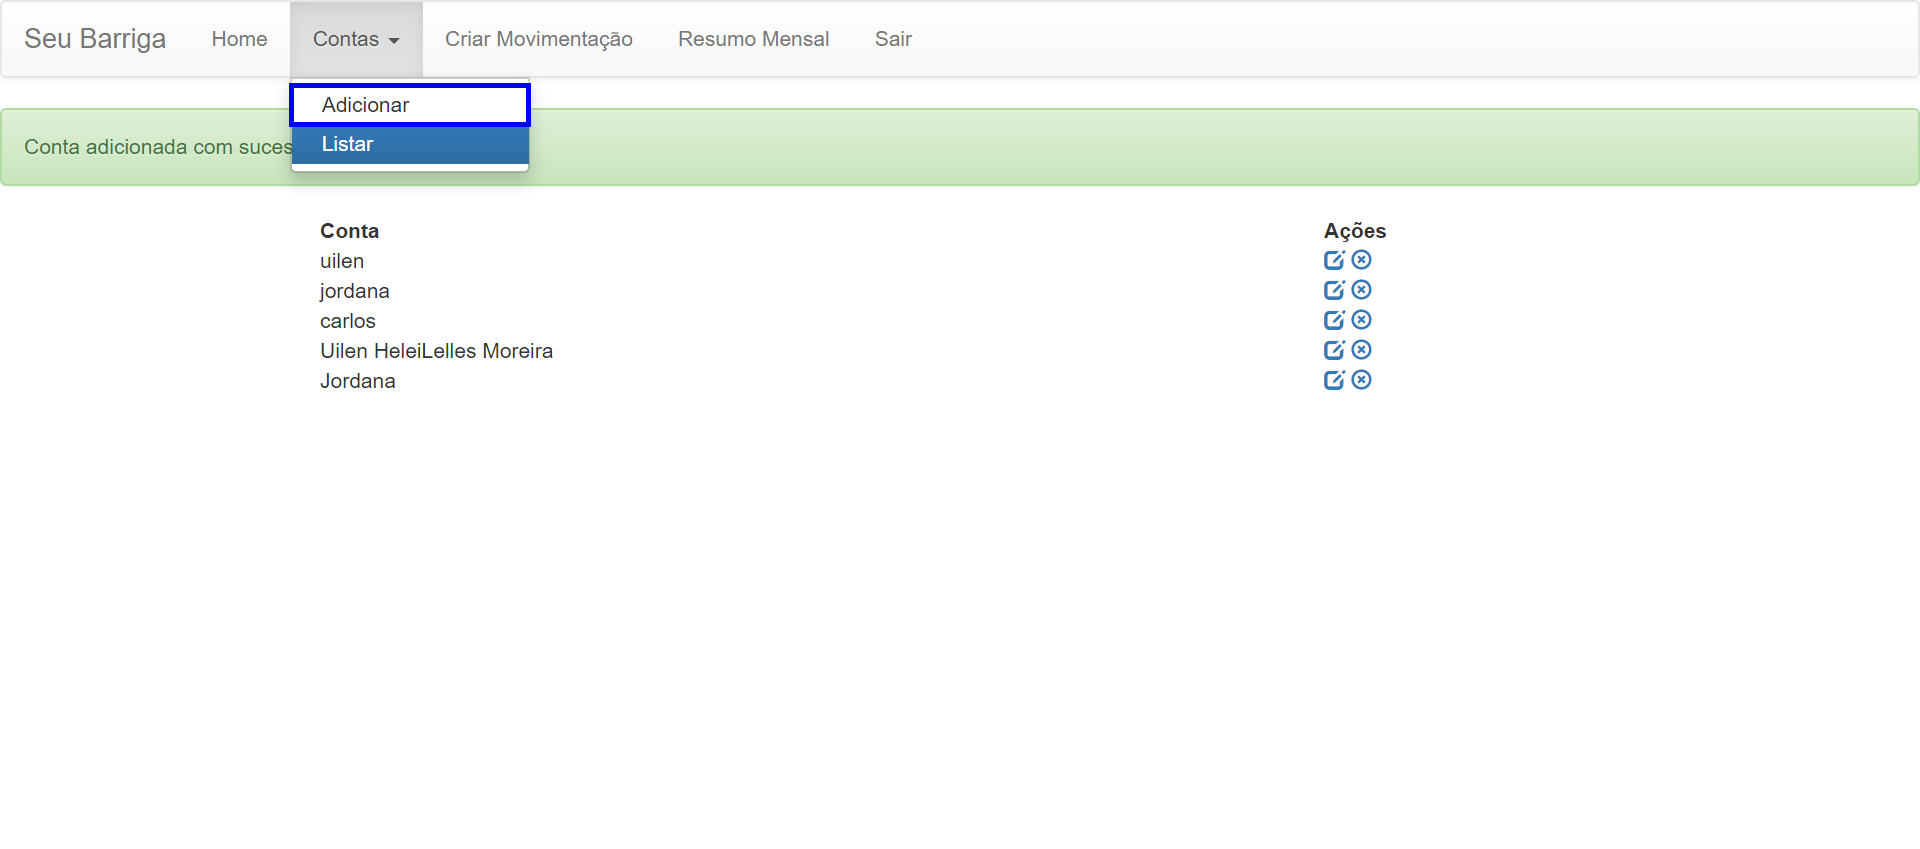 Seu Barriga Home Contas Criar Movimentação Resumo Mensal Sair
Adicionar
Listar
Conta adicionada com suces
Conta Ações
uilen
jordana
carlos
Uilen HeleiLelles Moreira
Jordana